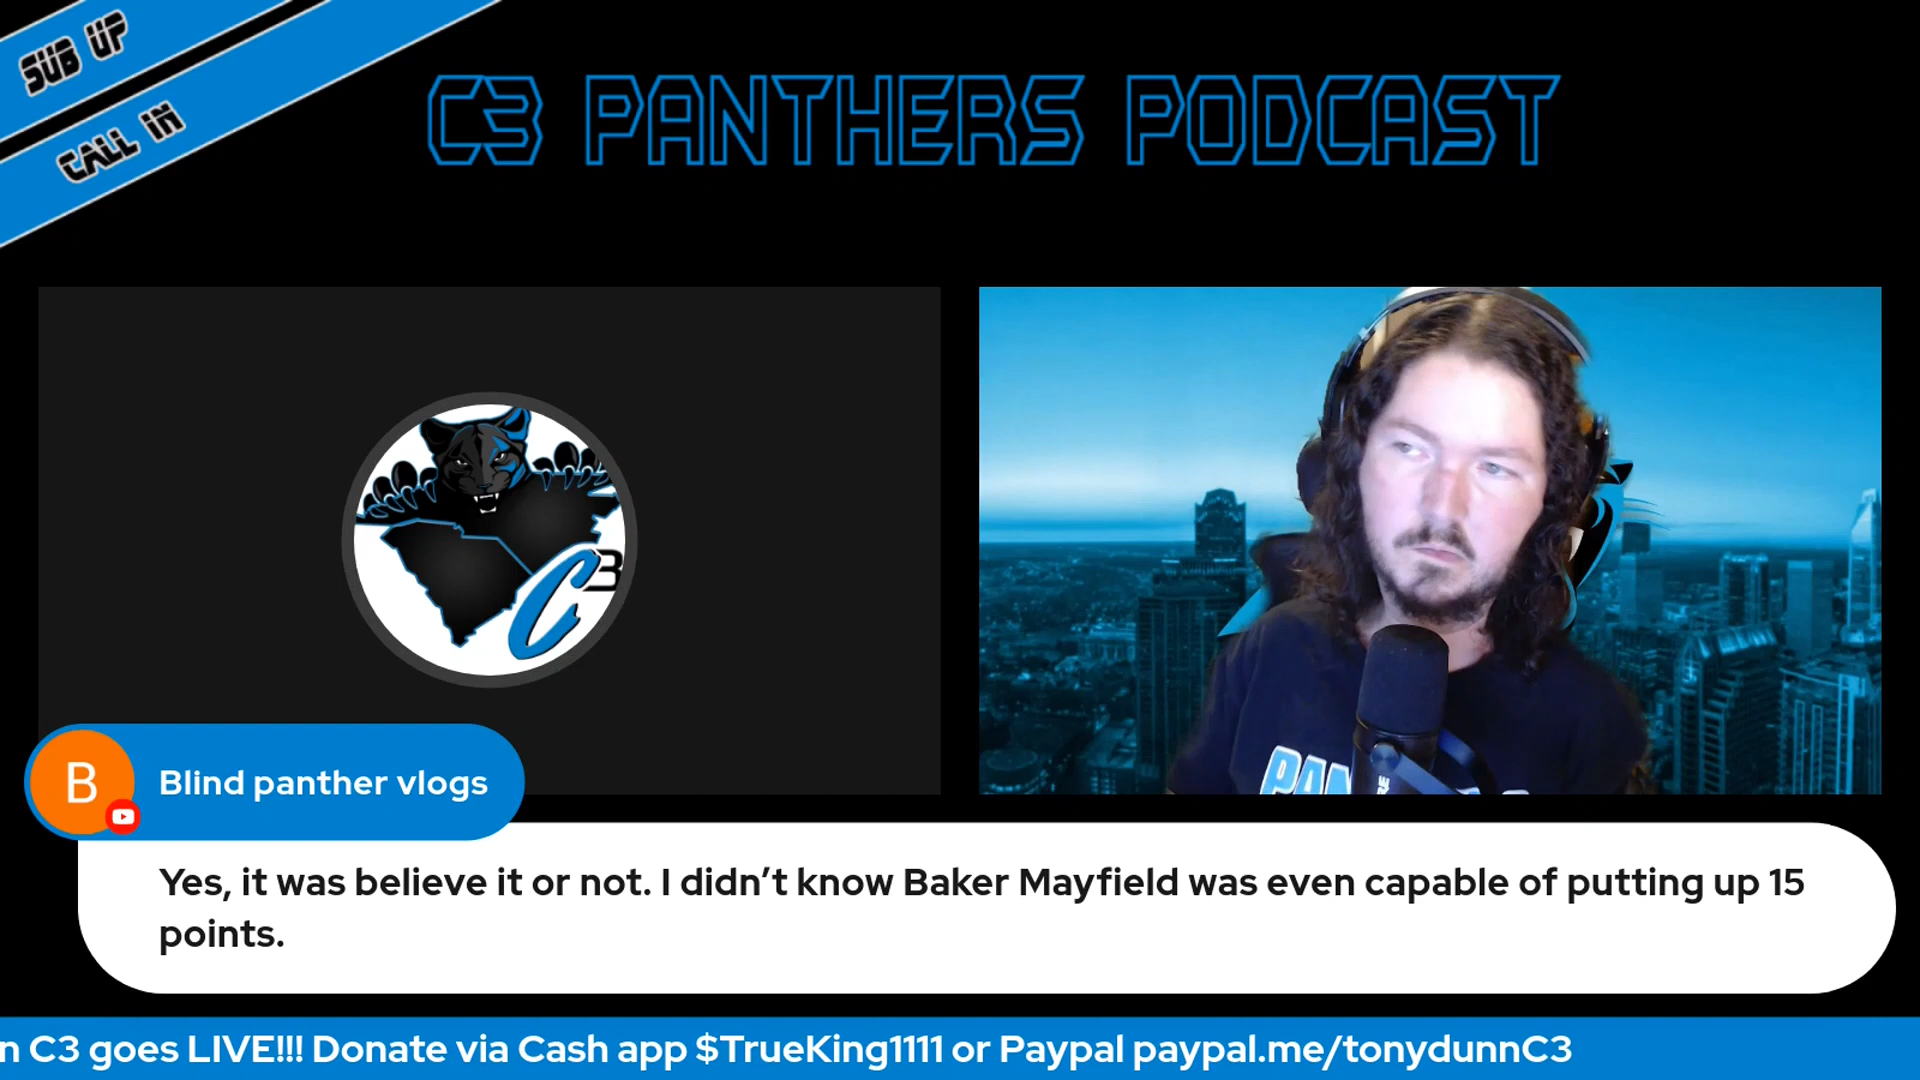 SUB UP
CALL IN
C3 PANTHERS PODCAST
C3
PAN
B
Blind panther vlogs
Yes, it was believe it or not. I didn’t know Baker Mayfield was even capable of putting up 15
points.
n C3 goes LIVE!!! Donate via Cash app $TrueKing1111 or Paypal paypal.me/tonydunnC3